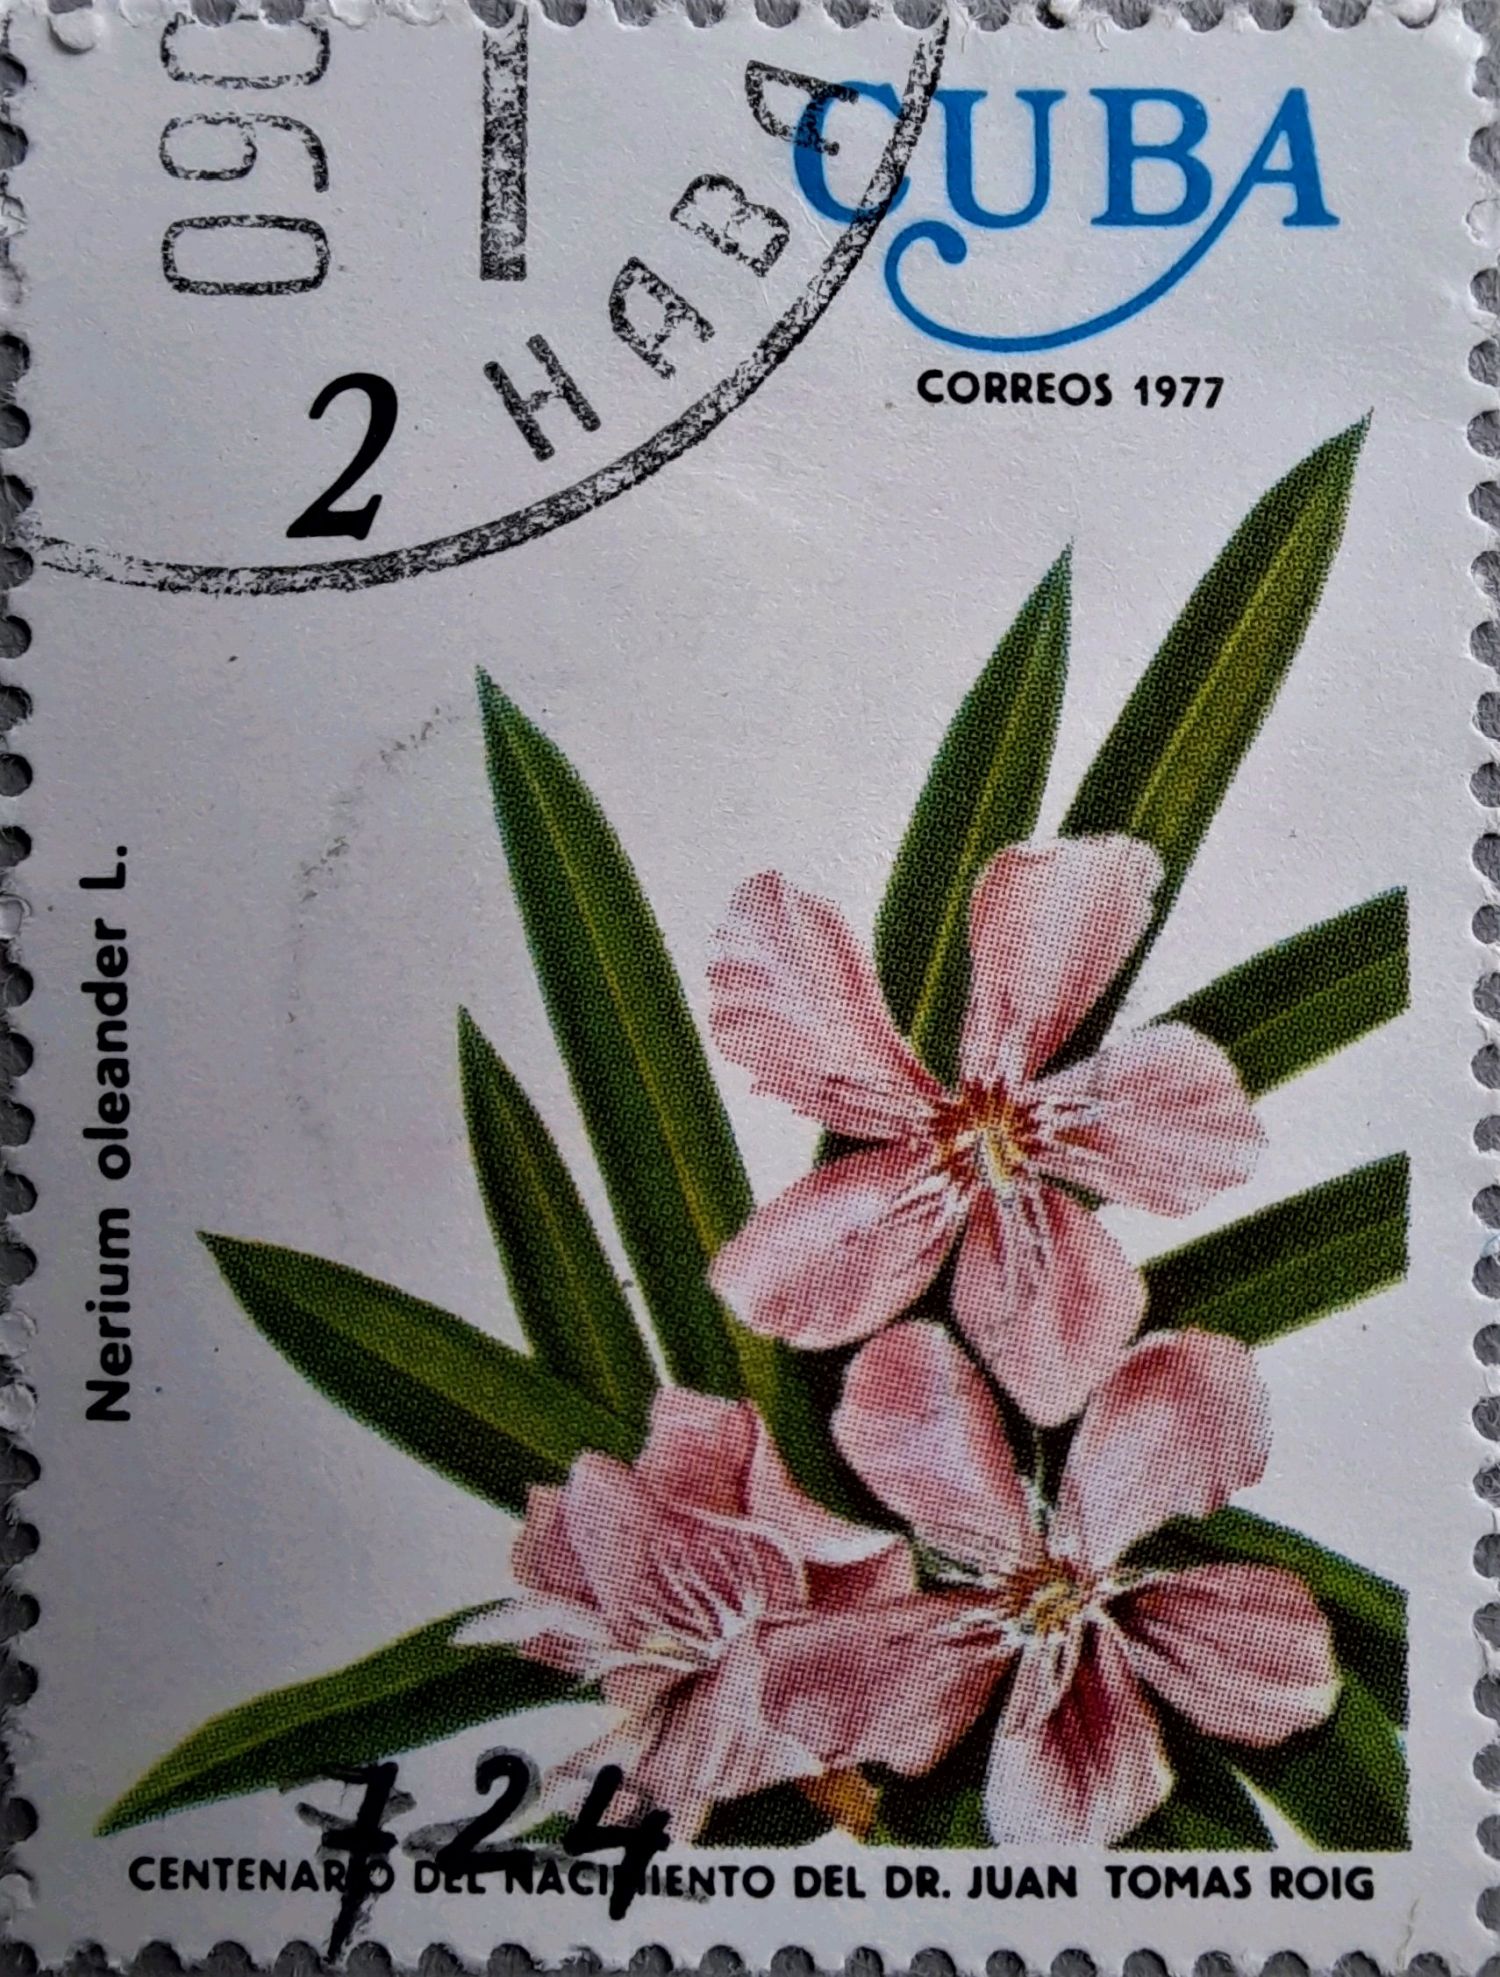 090
HABA
CUBA
CORREOS 1977
2
Nerium oleander L.
724
CENTENARIO DEL NACIMIENTO DEL DR. JUAN TOMAS ROIG